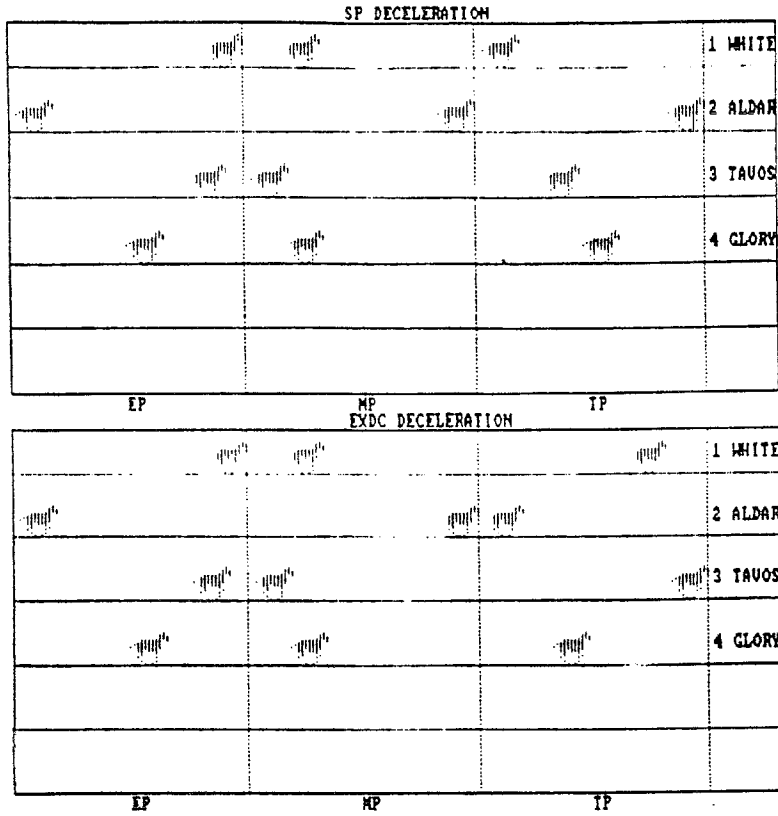 SP DECELERATION
1 WHITE
2 ALDAR
3 TAVOS
4 GLORY
EP MP TP
EXDC DECELERATION
1 WHITE
2 ALDAR
3 TAVOS
4 GLORY
EP MP TP